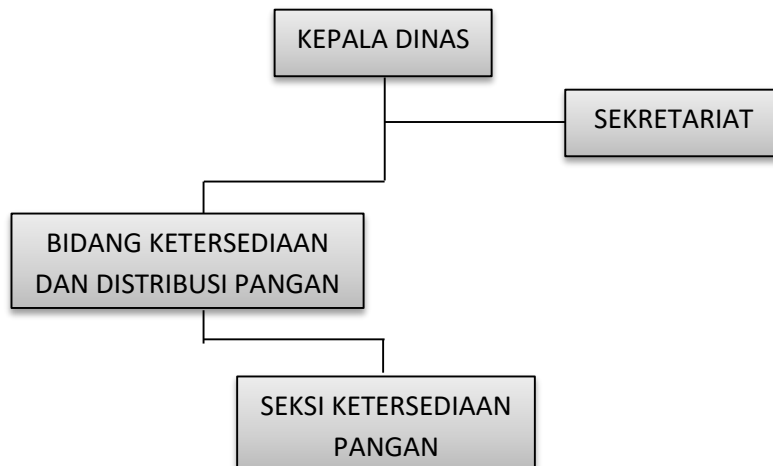 KEPALA DINAS
SEKRETARIAT
BIDANG KETERSEDIAAN
DAN DISTRIBUSI PANGAN
SEKSI KETERSEDIAAN
PANGAN